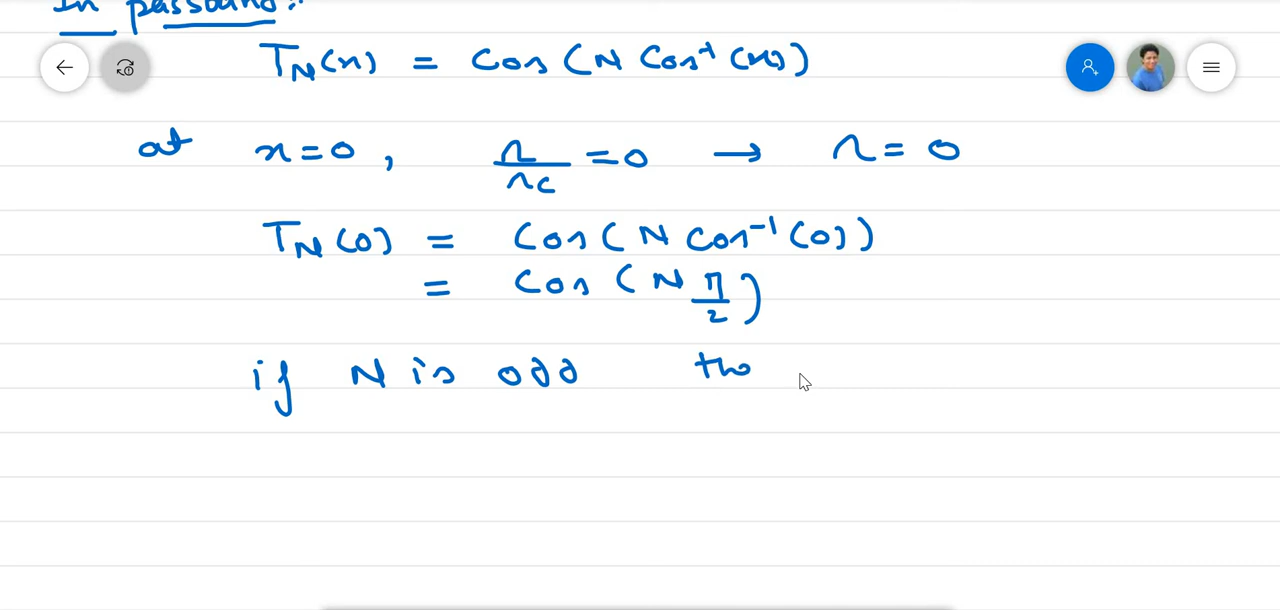 In passband:
T_N(x) = Cos(N Cos⁻¹(x))
at x=0, Ω/Ωc = 0 → Ω = 0
T_N(0) = Cos(N Cos⁻¹(0))
= Cos(N π/2)
if N is odd the